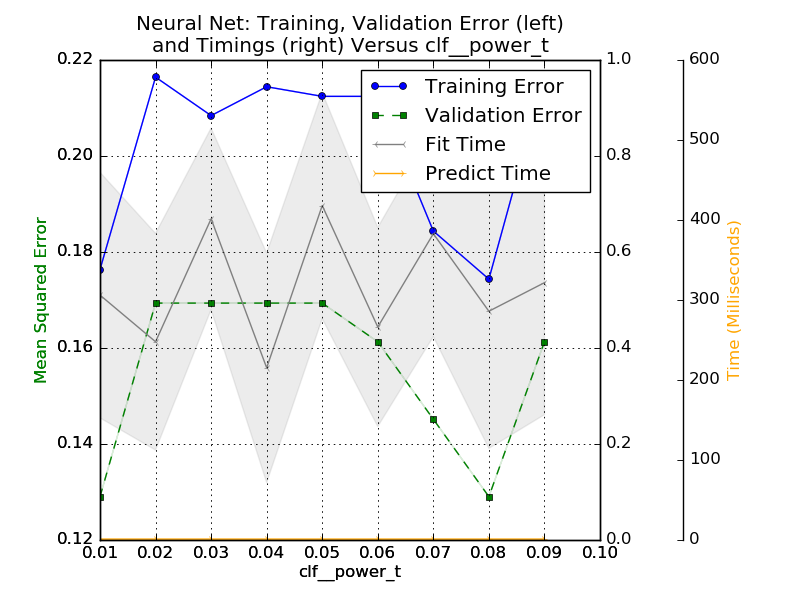 Neural Net: Training, Validation Error (left)
and Timings (right) Versus clf__power_t
Training Error
Validation Error
Fit Time
Predict Time
Mean Squared Error
0.22
0.20
0.18
0.16
0.14
0.12
1.0
0.8
0.6
0.4
0.2
0.0
600
500
400
300
200
100
0
Time (Milliseconds)
0.01 0.02 0.03 0.04 0.05 0.06 0.07 0.08 0.09 0.10
clf__power_t